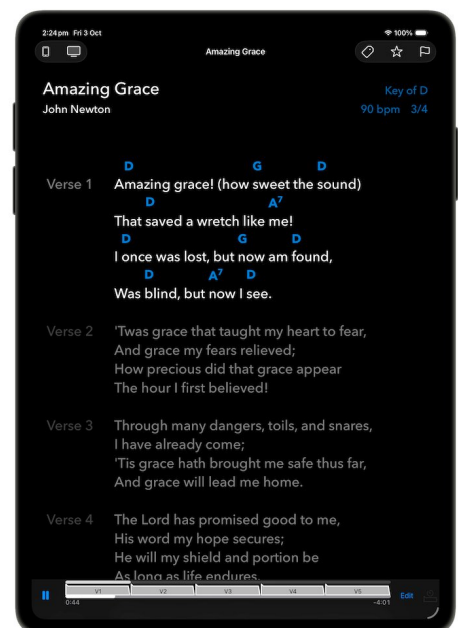 2:24 pm Fri 3 Oct 100%
Amazing Grace
Amazing Grace Key of D
John Newton 90 bpm 3/4
D G D
Verse 1 Amazing grace! (how sweet the sound)
D A7
That saved a wretch like me!
D G D
I once was lost, but now am found,
D A7 D
Was blind, but now I see.
Verse 2 'Twas grace that taught my heart to fear,
And grace my fears relieved;
How precious did that grace appear
The hour I first believed!
Verse 3 Through many dangers, toils, and snares,
I have already come;
'Tis grace hath brought me safe thus far,
And grace will lead me home.
Verse 4 The Lord has promised good to me,
His word my hope secures;
He will my shield and portion be
As long as life endures.
V1 V2 V3 V4 V5 Edit
0:44 -4:01